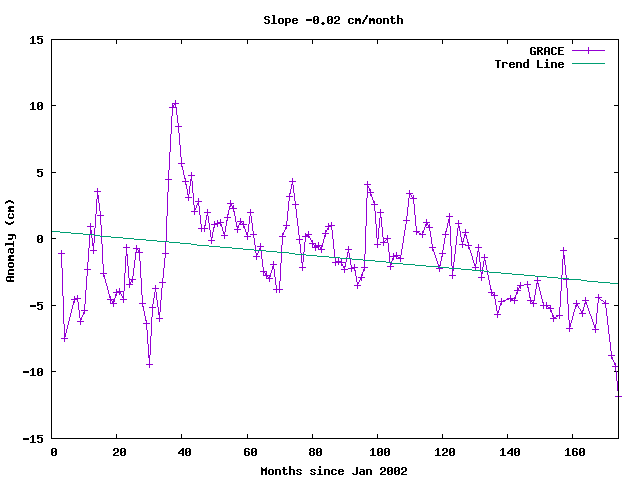 Slope -0.02 cm/month
GRACE
Trend Line
15
10
5
0
-5
-10
-15
Anomaly (cm)
0 20 40 60 80 100 120 140 160
Months since Jan 2002